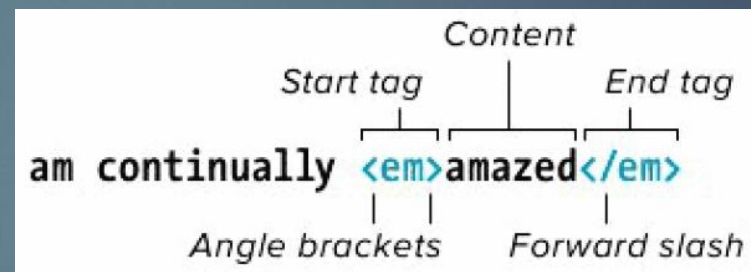 Content
Start tag End tag
am continually <em>amazed</em>
Angle brackets Forward slash